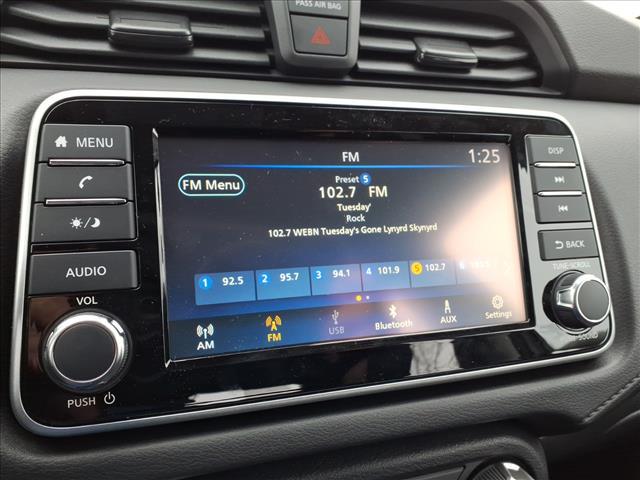 PASS AIR BAG
MENU
AUDIO
VOL
PUSH
FM
1:25
FM Menu
Preset 5
102.7 FM
Tuesday'
Rock
102.7 WEBN Tuesday's Gone Lynyrd Skynyrd
1 92.5 2 95.7 3 94.1 4 101.9 5 102.7 6
AM FM USB Bluetooth AUX Settings
DISP
BACK
TUNE·SCROLL
SOUND